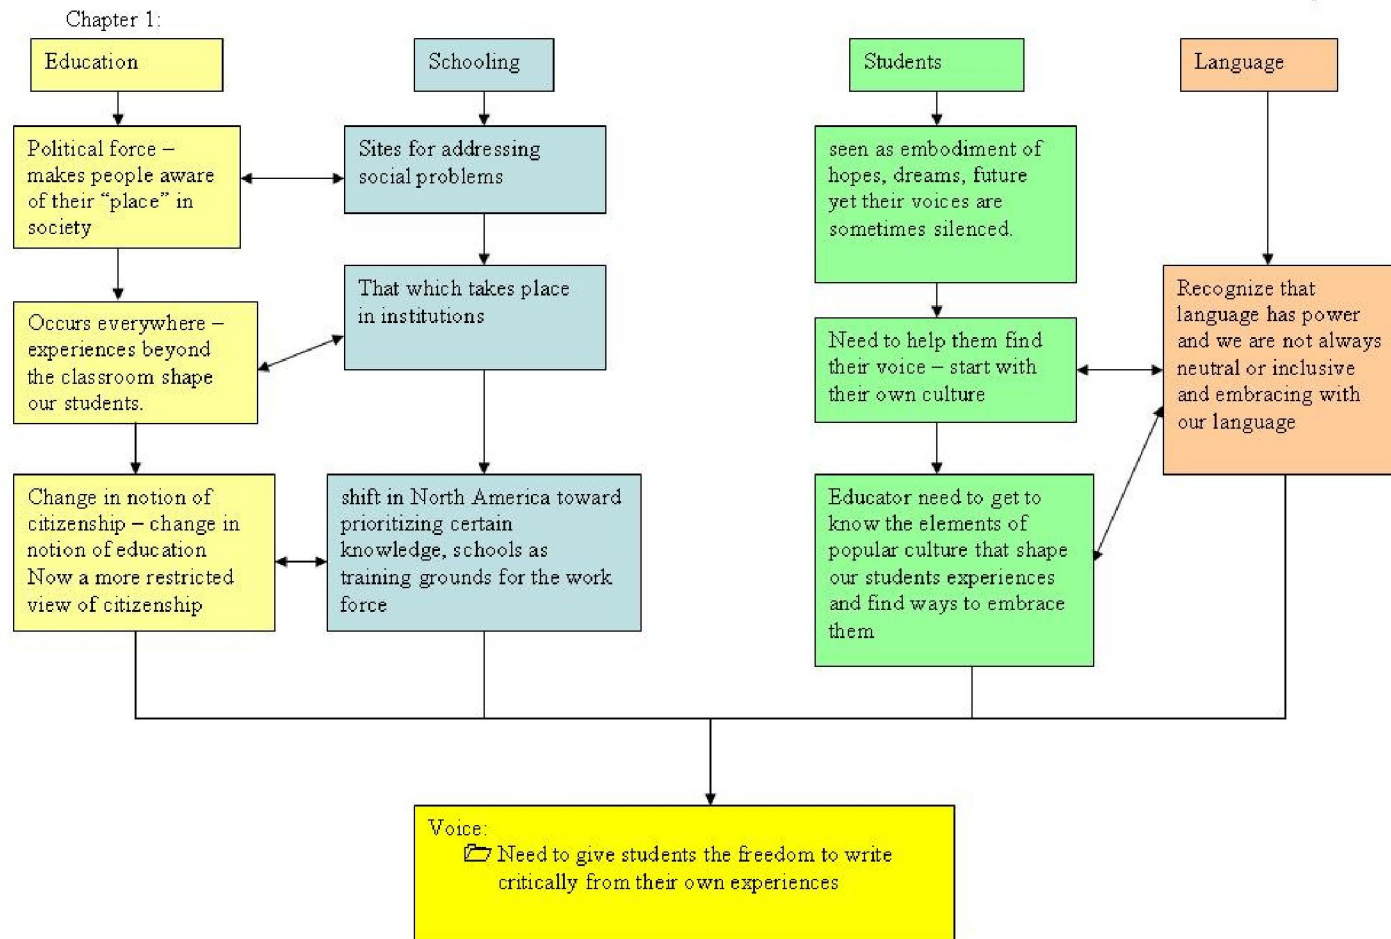 Chapter 1:
Education
Political force –
makes people aware
of their “place” in
society
Occurs everywhere –
experiences beyond
the classroom shape
our students.
Change in notion of
citizenship – change in
notion of education
Now a more restricted
view of citizenship
Schooling
Sites for addressing
social problems
That which takes place
in institutions
shift in North America toward
prioritizing certain
knowledge, schools as
training grounds for the work
force
Students
seen as embodiment of
hopes, dreams, future
yet their voices are
sometimes silenced.
Need to help them find
their voice – start with
their own culture
Educator need to get to
know the elements of
popular culture that shape
our students experiences
and find ways to embrace
them
Language
Recognize that
language has power
and we are not always
neutral or inclusive
and embracing with
our language
Voice:
Need to give students the freedom to write
critically from their own experiences